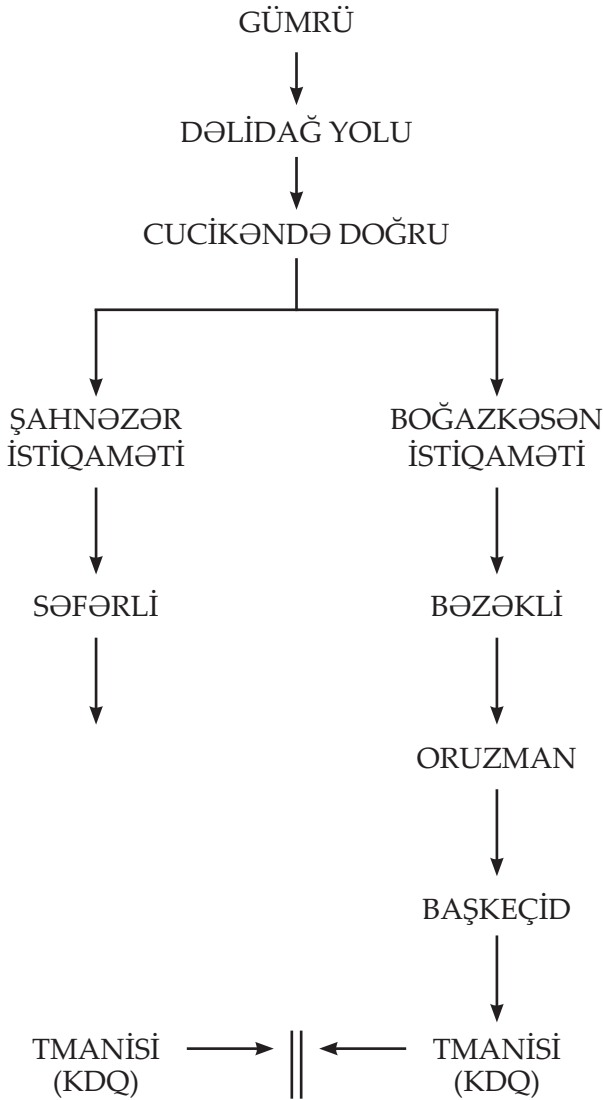 GÜMRÜ
DƏLİDAĞ YOLU
CUCİKƏNDƏ DOĞRU
ŞAHNƏZƏR
İSTİQAMƏTİ
BOĞAZKƏSƏN
İSTİQAMƏTİ
SƏFƏRLİ
BƏZƏKLİ
ORUZMAN
BAŞKEÇİD
TMANİSİ
(KDQ)
TMANİSİ
(KDQ)